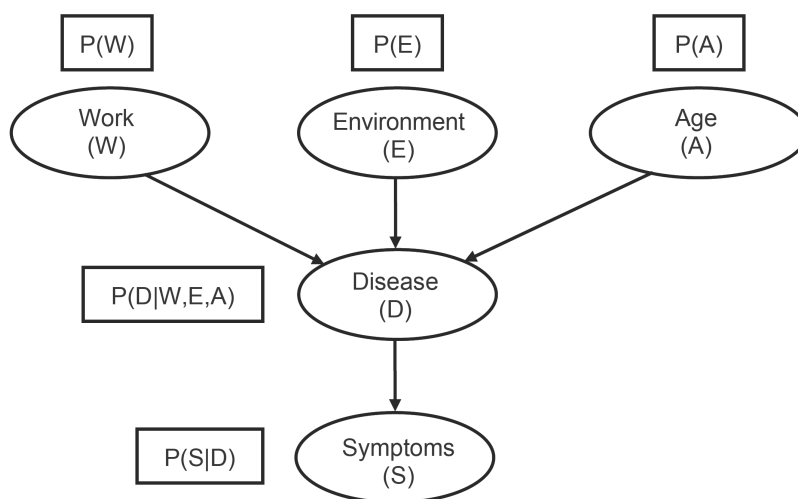 P(W)
P(E)
P(A)
Work
(W)
Environment
(E)
Age
(A)
P(D|W,E,A)
Disease
(D)
P(S|D)
Symptoms
(S)